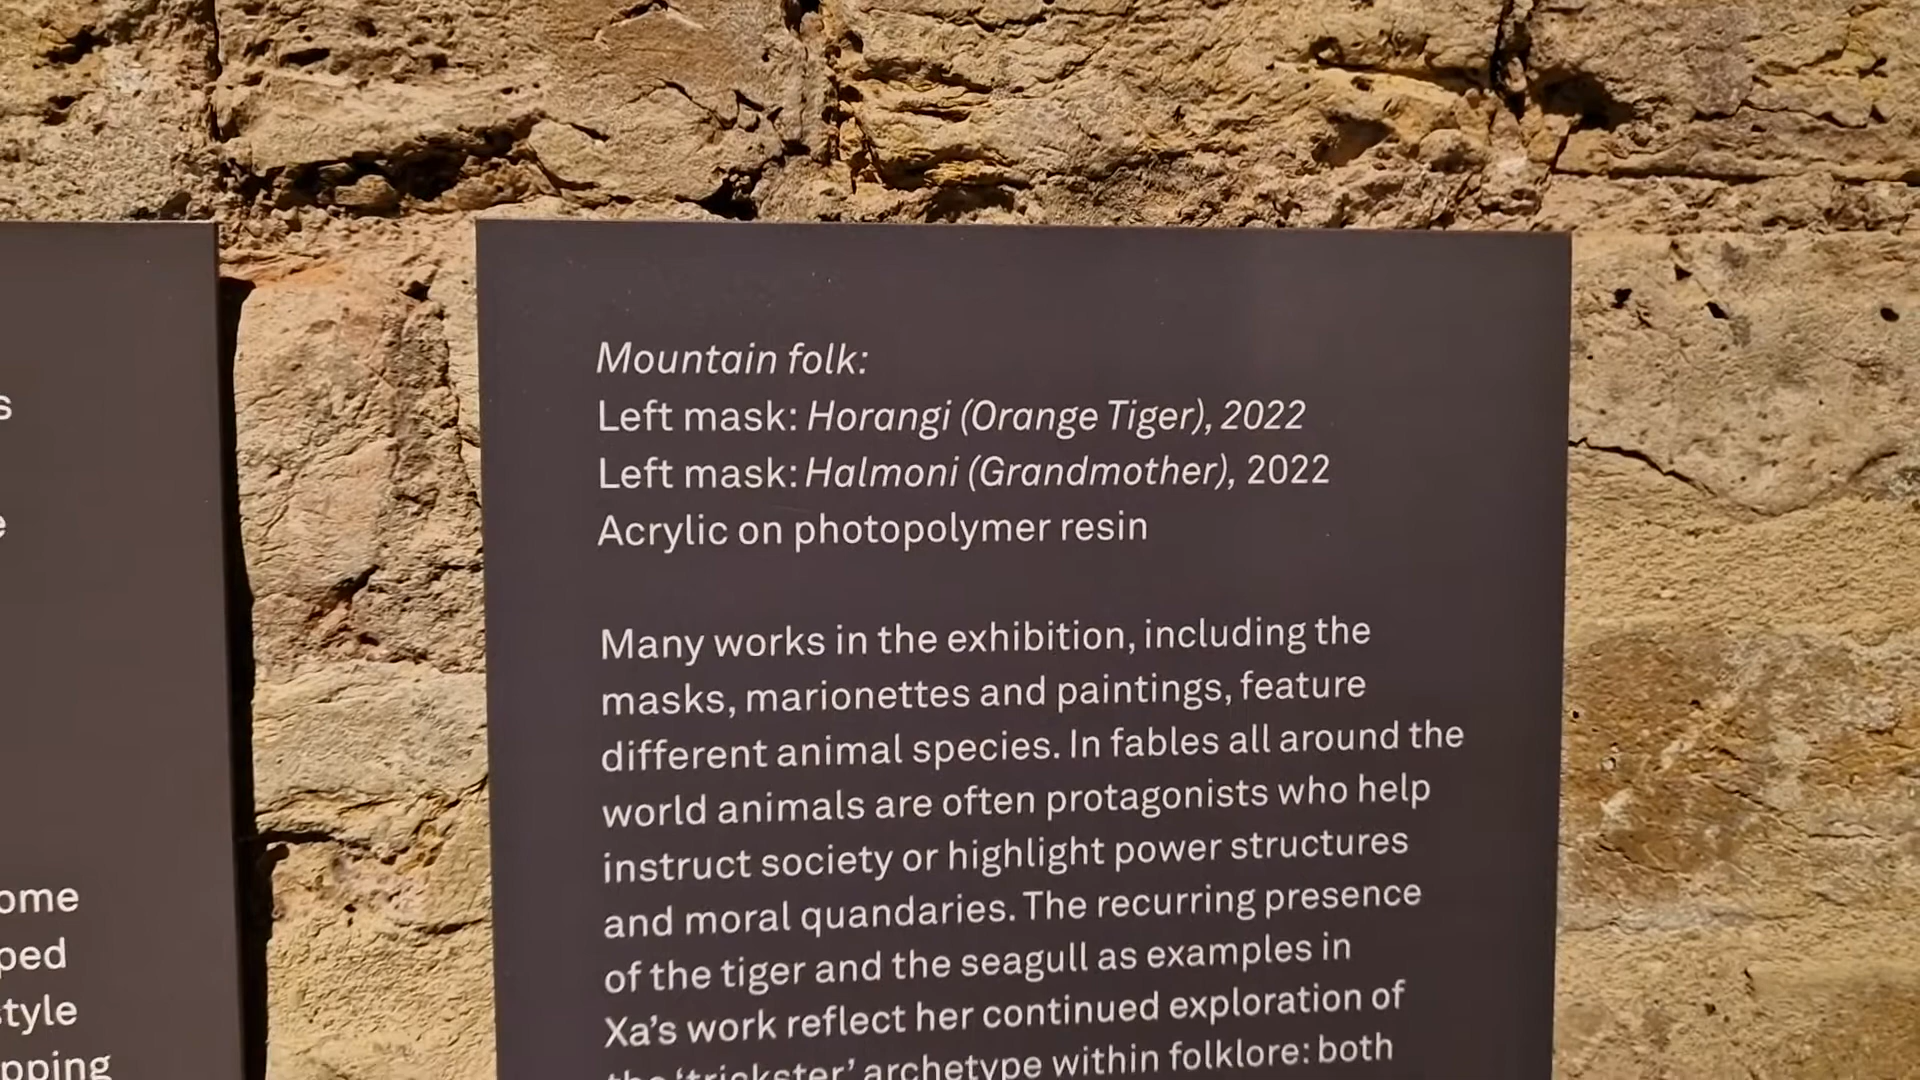 Mountain folk:
Left mask: Horangi (Orange Tiger), 2022
Left mask: Halmoni (Grandmother), 2022
Acrylic on photopolymer resin
Many works in the exhibition, including the
masks, marionettes and paintings, feature
different animal species. In fables all around the
world animals are often protagonists who help
instruct society or highlight power structures
and moral quandaries. The recurring presence
of the tiger and the seagull as examples in
Xa's work reflect her continued exploration of
the 'trickster' archetype within folklore: both